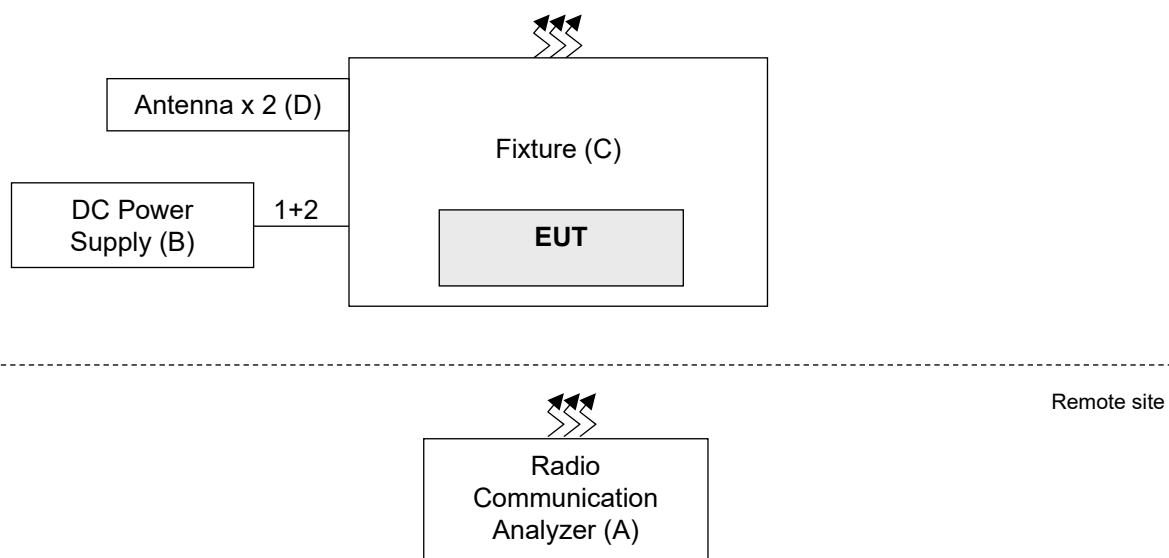 Antenna x 2 (D)
Fixture (C)
DC Power
Supply (B)
1+2
EUT
Remote site
Radio
Communication
Analyzer (A)